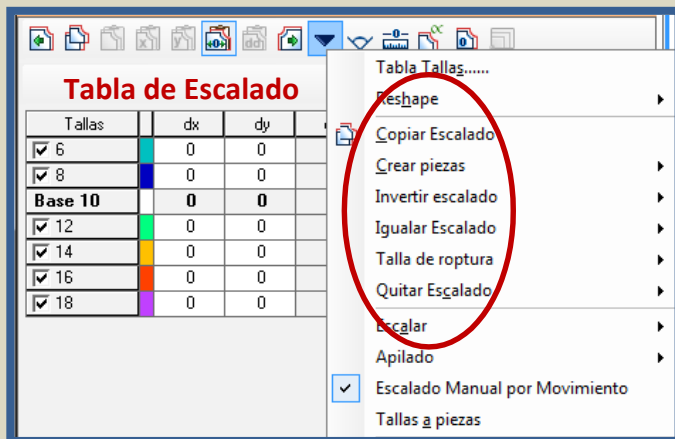 Tabla de Escalado
Tallas dx dy
6 0 0
8 0 0
Base 10 0 0
12 0 0
14 0 0
16 0 0
18 0 0
Tabla Tallas......
Reshape
Copiar Escalado
Crear piezas
Invertir escalado
Igualar Escalado
Talla de roptura
Quitar Escalado
Escalar
Apilado
Escalado Manual por Movimiento
Tallas a piezas